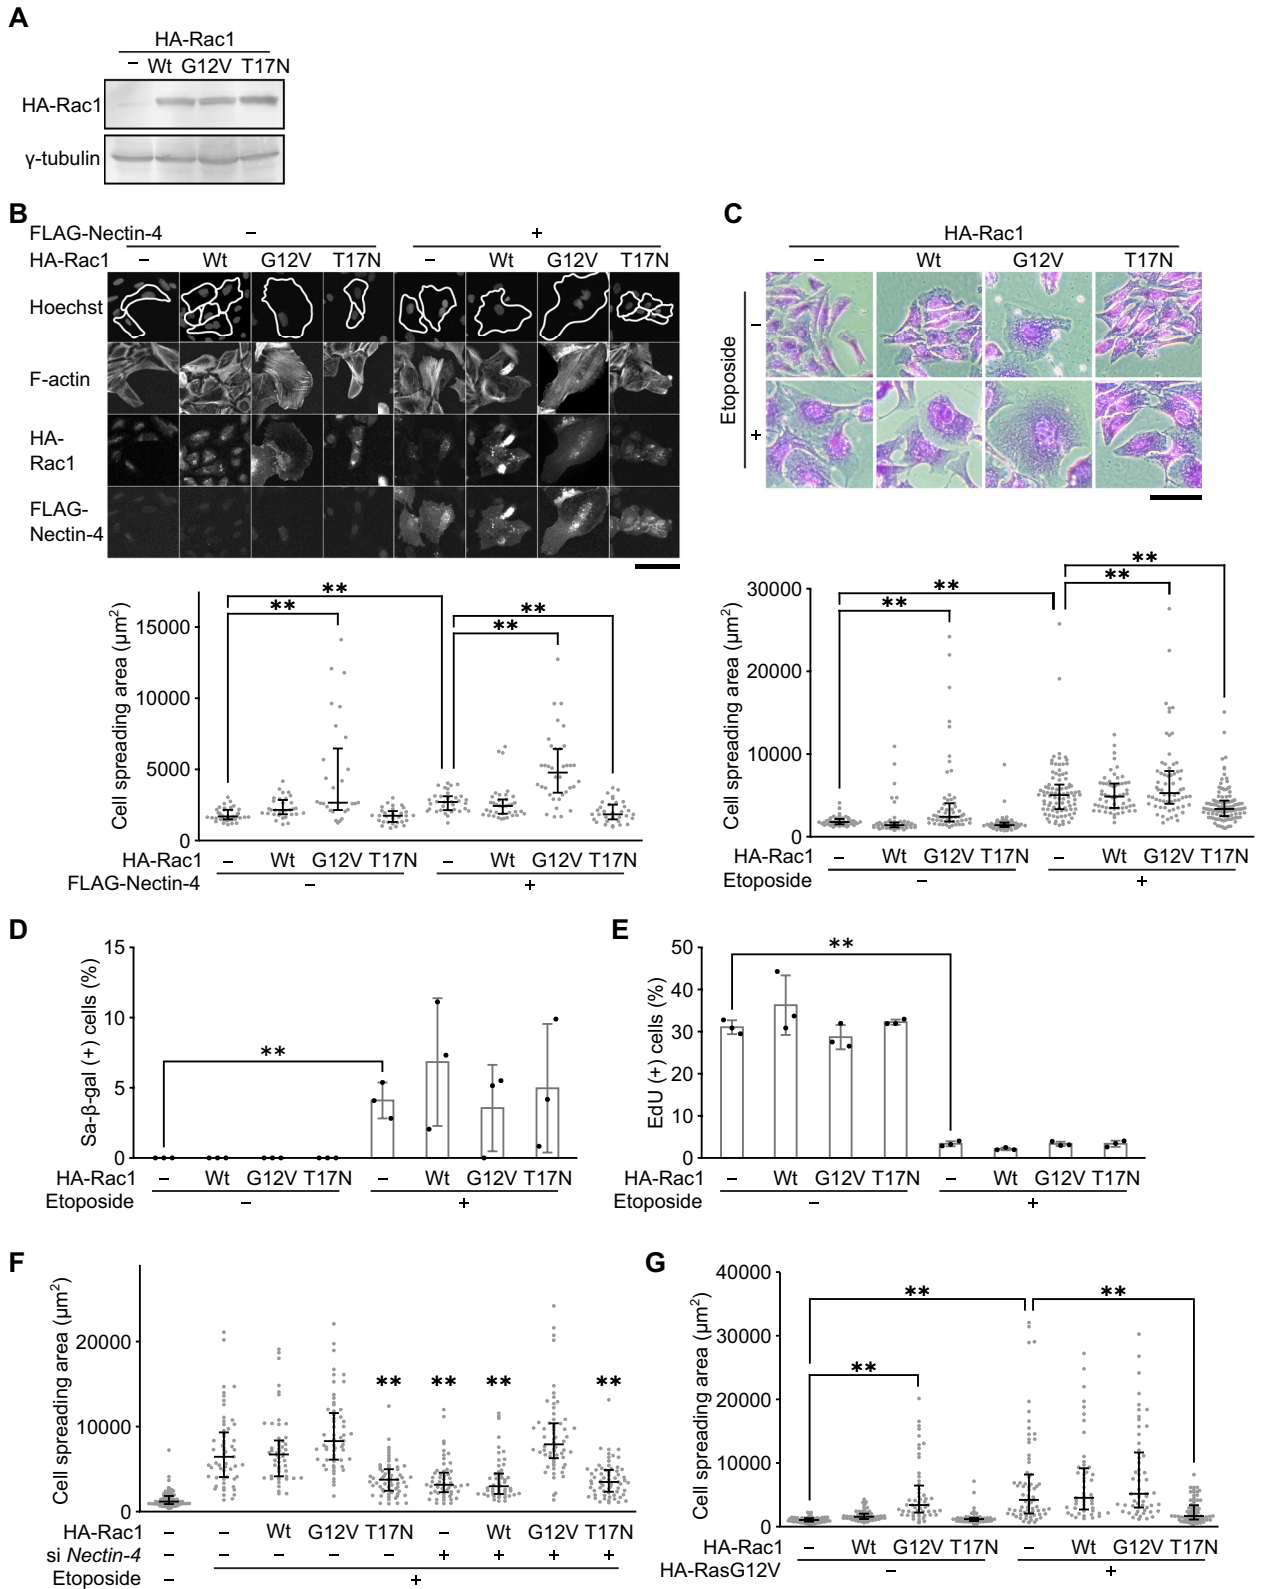 A
HA-Rac1
− Wt G12V T17N
HA-Rac1
γ-tubulin
B
FLAG-Nectin-4 − +
HA-Rac1 − Wt G12V T17N − Wt G12V T17N
Hoechst
F-actin
HA-
Rac1
FLAG-
Nectin-4
** **
** **
Cell spreading area (μm²)
15000
10000
5000
0
HA-Rac1 − Wt G12V T17N − Wt G12V T17N
FLAG-Nectin-4 − +
C
HA-Rac1
− Wt G12V T17N
Etoposide
−
+
** **
** **
Cell spreading area (μm²)
30000
20000
10000
0
HA-Rac1 − Wt G12V T17N − Wt G12V T17N
Etoposide − +
D
Sa-β-gal (+) cells (%)
15
10
5
0
**
HA-Rac1 − Wt G12V T17N − Wt G12V T17N
Etoposide − +
E
EdU (+) cells (%)
50
40
30
20
10
0
**
HA-Rac1 − Wt G12V T17N − Wt G12V T17N
Etoposide − +
F
Cell spreading area (μm²)
20000
10000
0
** ** ** **
HA-Rac1 − − Wt G12V T17N − Wt G12V T17N
si Nectin-4 − − − − − + + + +
Etoposide − +
G
Cell spreading area (μm²)
40000
30000
20000
10000
0
** **
**
HA-Rac1 − Wt G12V T17N − Wt G12V T17N
HA-RasG12V − +